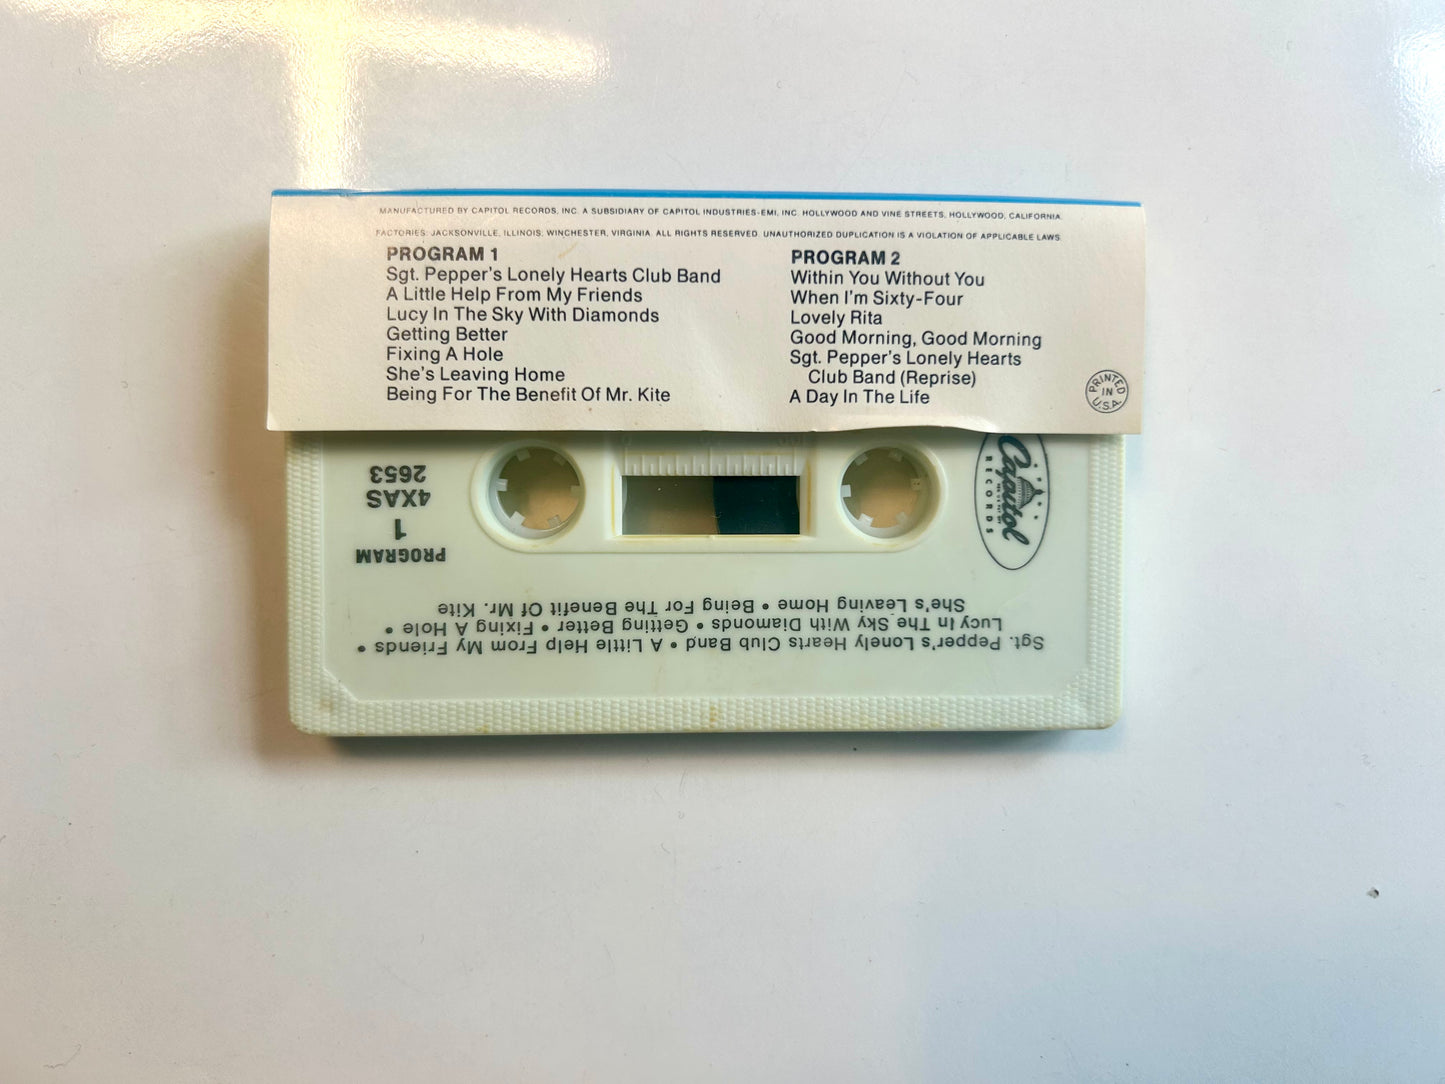 MANUFACTURED BY CAPITOL RECORDS, INC. A SUBSIDIARY OF CAPITOL INDUSTRIES-EMI, INC. HOLLYWOOD AND VINE STREETS, HOLLYWOOD, CALIFORNIA.
FACTORIES: JACKSONVILLE, ILLINOIS; WINCHESTER, VIRGINIA. ALL RIGHTS RESERVED. UNAUTHORIZED DUPLICATION IS A VIOLATION OF APPLICABLE LAWS.
PROGRAM 1
Sgt. Pepper's Lonely Hearts Club Band
A Little Help From My Friends
Lucy In The Sky With Diamonds
Getting Better
Fixing A Hole
She's Leaving Home
Being For The Benefit Of Mr. Kite
PROGRAM 2
Within You Without You
When I'm Sixty-Four
Lovely Rita
Good Morning, Good Morning
Sgt. Pepper's Lonely Hearts
Club Band (Reprise)
A Day In The Life
PRINTED
IN
U.S.A.
Sgt. Pepper's Lonely Hearts Club Band • A Little Help From My Friends •
Lucy In The Sky With Diamonds • Getting Better • Fixing A Hole •
She's Leaving Home • Being For The Benefit Of Mr. Kite
PROGRAM
1
4XAS
2653
Capitol
RECORDS
0 50 100